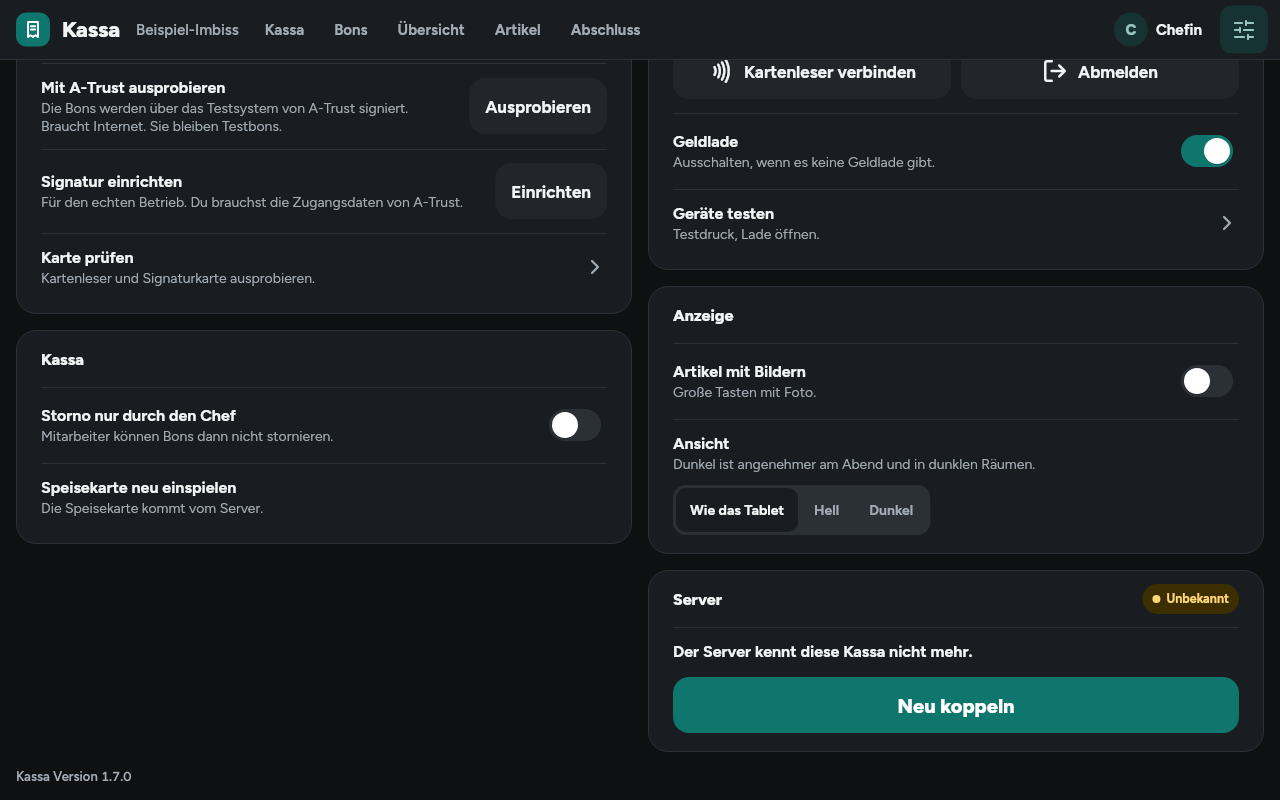 Kassa
Beispiel-Imbiss
Kassa
Bons
Übersicht
Artikel
Abschluss
C
Chefin
Mit A-Trust ausprobieren
Die Bons werden über das Testsystem von A-Trust signiert.
Braucht Internet. Sie bleiben Testbons.
Ausprobieren
Signatur einrichten
Für den echten Betrieb. Du brauchst die Zugangsdaten von A-Trust.
Einrichten
Karte prüfen
Kartenleser und Signaturkarte ausprobieren.
Kassa
Storno nur durch den Chef
Mitarbeiter können Bons dann nicht stornieren.
Speisekarte neu einspielen
Die Speisekarte kommt vom Server.
Kartenleser verbinden
Abmelden
Geldlade
Ausschalten, wenn es keine Geldlade gibt.
Geräte testen
Testdruck, Lade öffnen.
Anzeige
Artikel mit Bildern
Große Tasten mit Foto.
Ansicht
Dunkel ist angenehmer am Abend und in dunklen Räumen.
Wie das Tablet
Hell
Dunkel
Server
Unbekannt
Der Server kennt diese Kassa nicht mehr.
Neu koppeln
Kassa Version 1.7.0